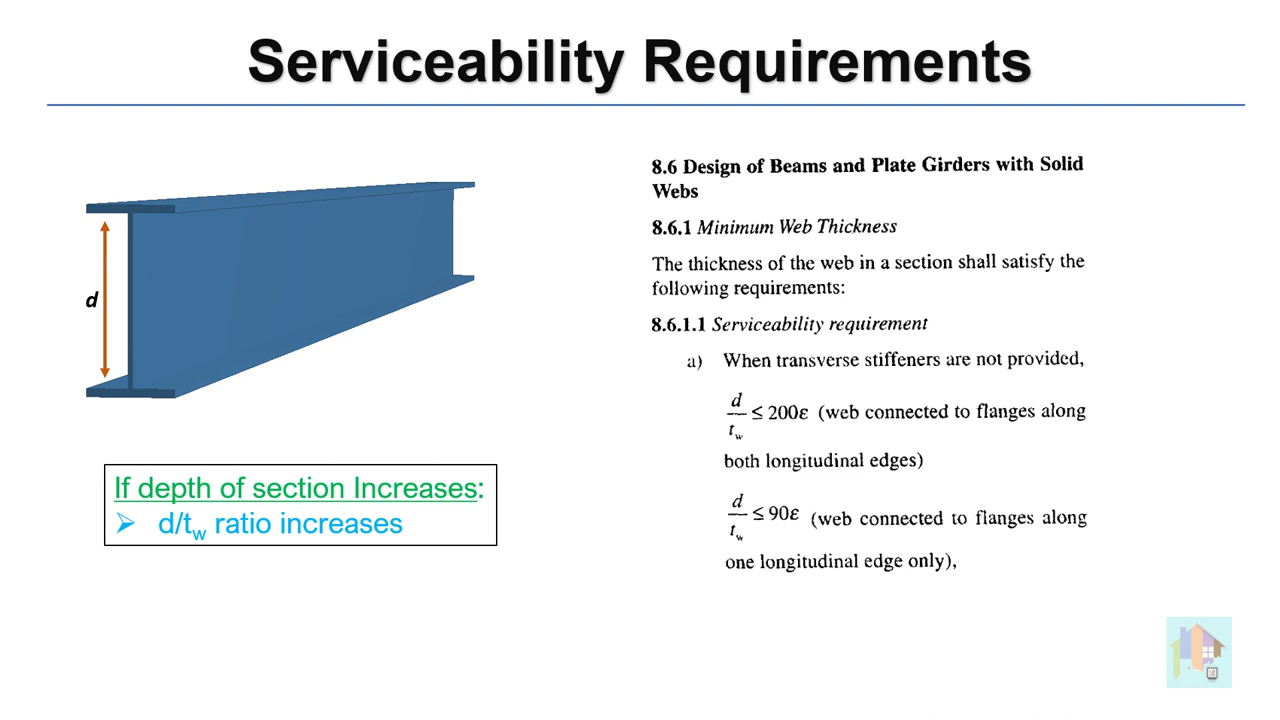 Serviceability Requirements
d
If depth of section Increases:
➢ d/tw ratio increases
8.6 Design of Beams and Plate Girders with Solid
Webs
8.6.1 Minimum Web Thickness
The thickness of the web in a section shall satisfy the
following requirements:
8.6.1.1 Serviceability requirement
a) When transverse stiffeners are not provided,
d/tw ≤ 200ε (web connected to flanges along
both longitudinal edges)
d/tw ≤ 90ε (web connected to flanges along
one longitudinal edge only),